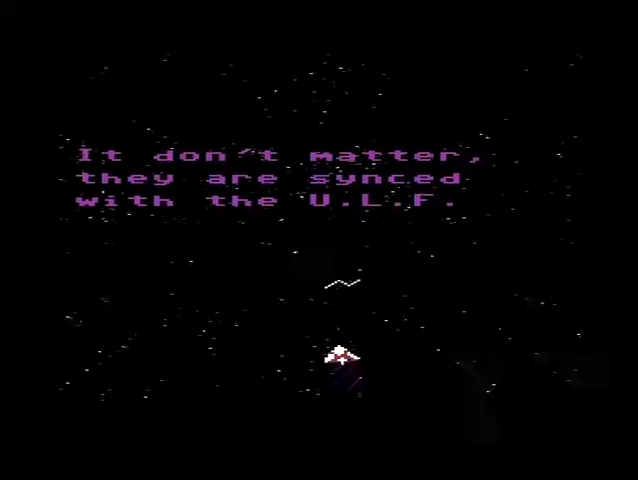 It don't matter,
they are synced
with the U.L.F.